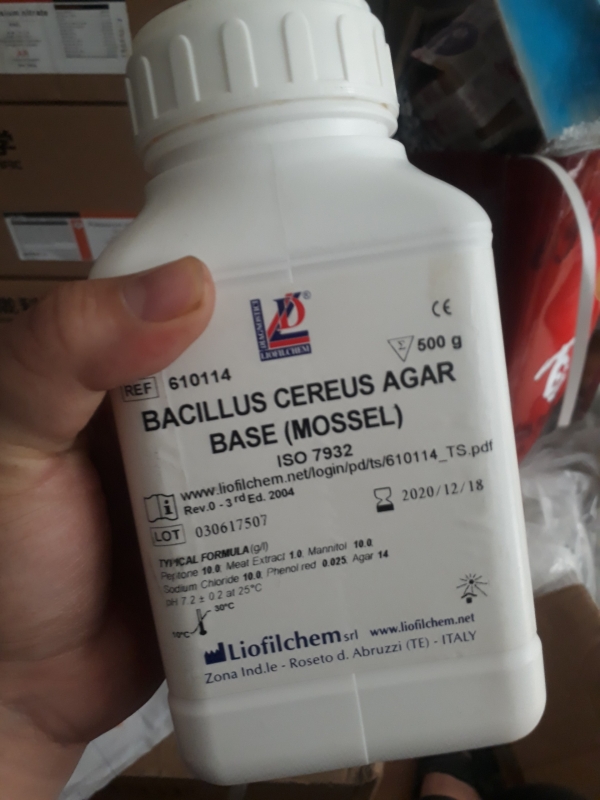 DIAGNOSTICI
LIOFILCHEM
®
CE
Σ 500 g
REF 610114
BACILLUS CEREUS AGAR
BASE (MOSSEL)
ISO 7932
www.liofilchem.net/login/pd/ts/610114_TS.pdf
Rev.0 - 3rd Ed. 2004
2020/12/18
LOT 030617507
TYPICAL FORMULA (g/l)
Peptone 10.0, Meat Extract 1.0, Mannitol 10.0,
Sodium Chloride 10.0, Phenol red 0.025, Agar 14
pH 7.2 ± 0.2 at 25°C
30°C
10°C
Liofilchem srl www.liofilchem.net
Zona Ind.le - Roseto d. Abruzzi (TE) - ITALY